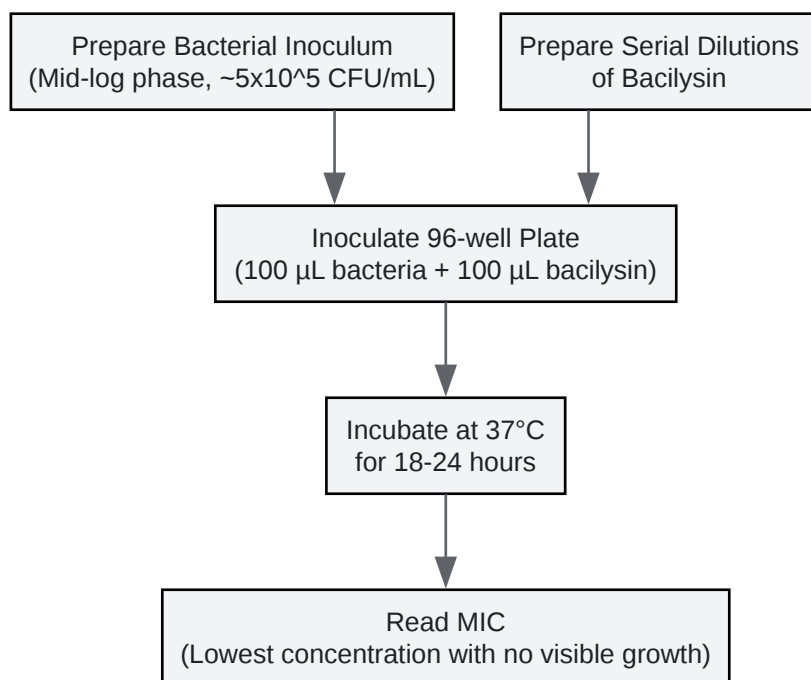 Prepare Bacterial Inoculum
(Mid-log phase, ~5x10^5 CFU/mL)
Prepare Serial Dilutions
of Bacilysin
Inoculate 96-well Plate
(100 µL bacteria + 100 µL bacilysin)
Incubate at 37°C
for 18-24 hours
Read MIC
(Lowest concentration with no visible growth)